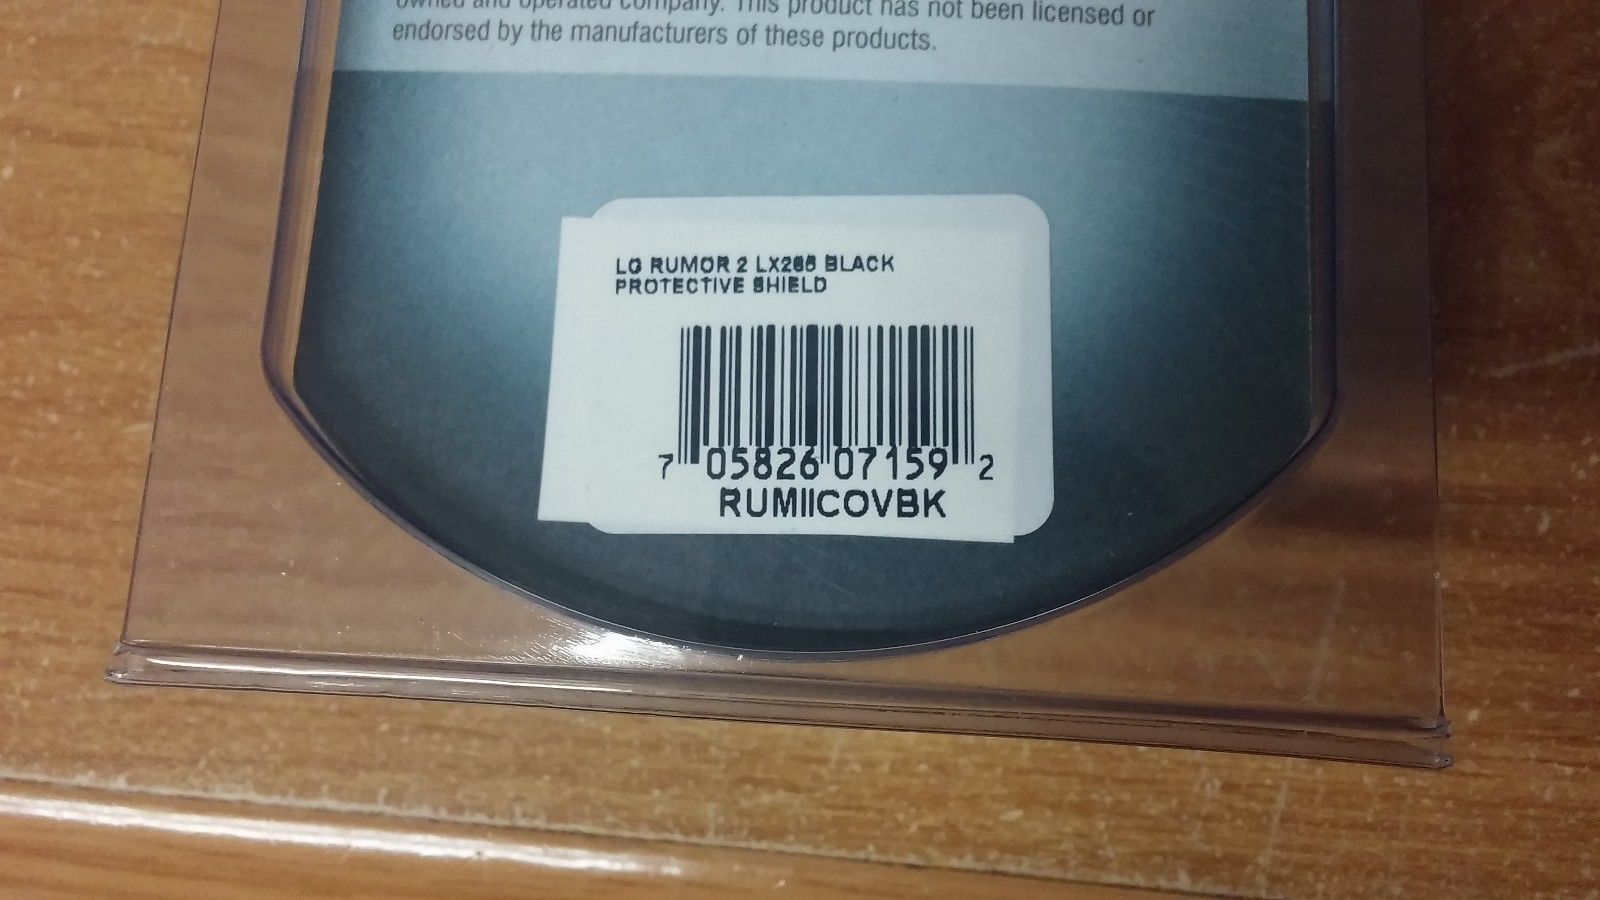 owned and operated company. This product has not been licensed or
endorsed by the manufacturers of these products.
LG RUMOR 2 LX265 BLACK
PROTECTIVE SHIELD
7 05826 07159 2
RUMIICOVBK